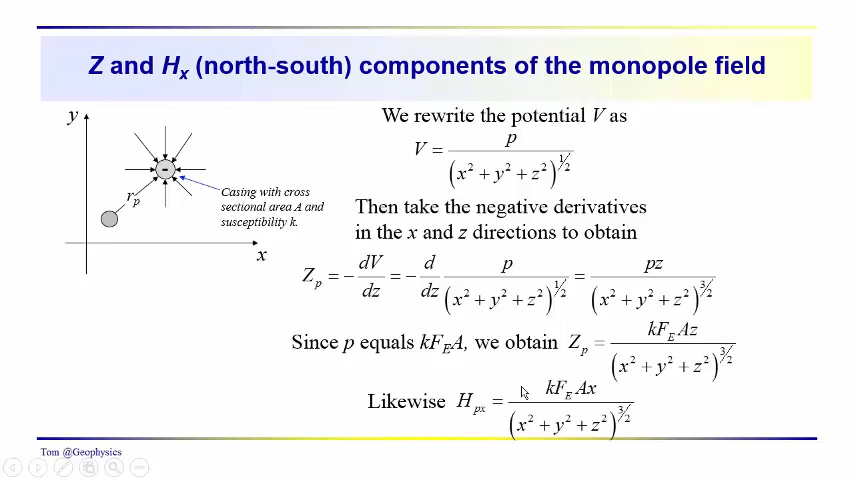 Z and Hₓ (north-south) components of the monopole field
y
rₚ
Casing with cross
sectional area A and
susceptibility k.
x
We rewrite the potential V as
V = p / (x² + y² + z²)^½
Then take the negative derivatives
in the x and z directions to obtain
Zₚ = − dV/dz = − d/dz p / (x² + y² + z²)^½ = pz / (x² + y² + z²)^³⁄₂
Since p equals kF_E A, we obtain Zₚ = kF_E Az / (x² + y² + z²)^³⁄₂
Likewise H_px = kF_E Ax / (x² + y² + z²)^³⁄₂
Tom @Geophysics